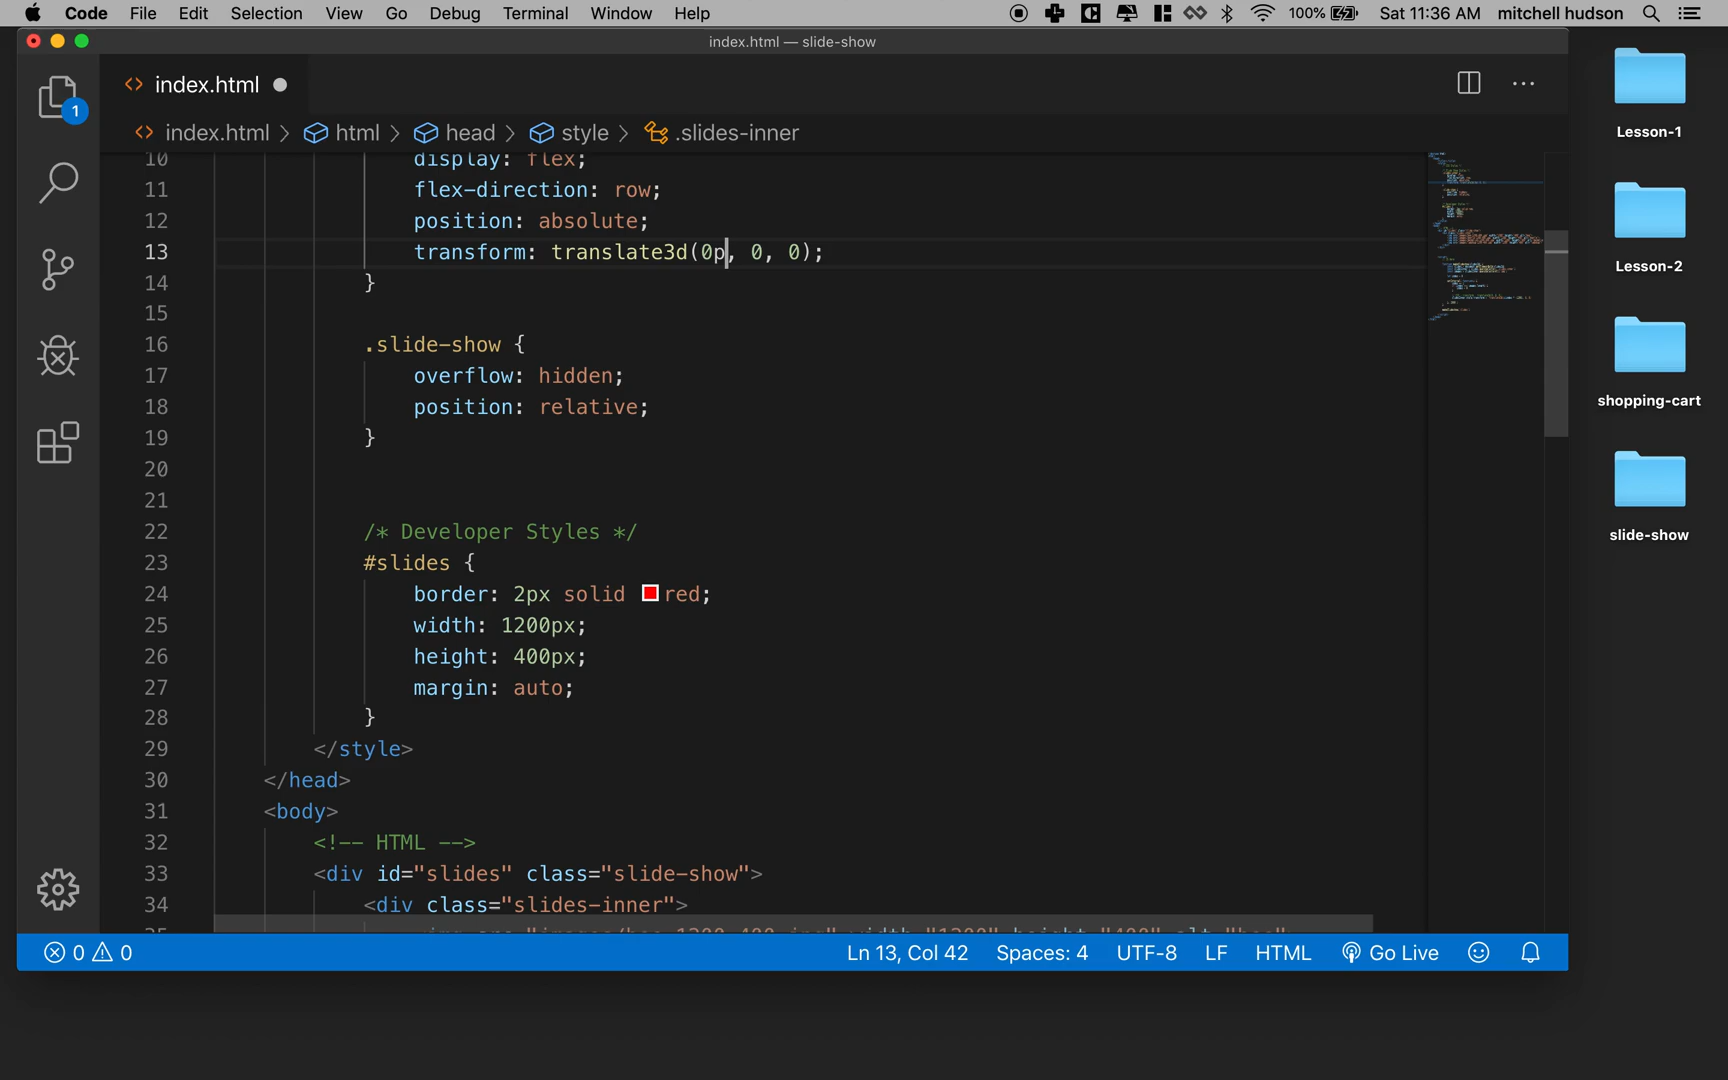 Code File Edit Selection View Go Debug Terminal Window Help 100% Sat 11:36 AM mitchell hudson
index.html — slide-show
index.html
index.html > html > head > style > .slides-inner
1
10 display: flex;
11 flex-direction: row;
12 position: absolute;
13 transform: translate3d(0p, 0, 0);
14 }
15
16 .slide-show {
17 overflow: hidden;
18 position: relative;
19 }
20
21
22 /* Developer Styles */
23 #slides {
24 border: 2px solid red;
25 width: 1200px;
26 height: 400px;
27 margin: auto;
28 }
29 </style>
30 </head>
31 <body>
32 <!-- HTML -->
33 <div id="slides" class="slide-show">
34 <div class="slides-inner">
0 0 Ln 13, Col 42 Spaces: 4 UTF-8 LF HTML Go Live
Lesson-1
Lesson-2
shopping-cart
slide-show